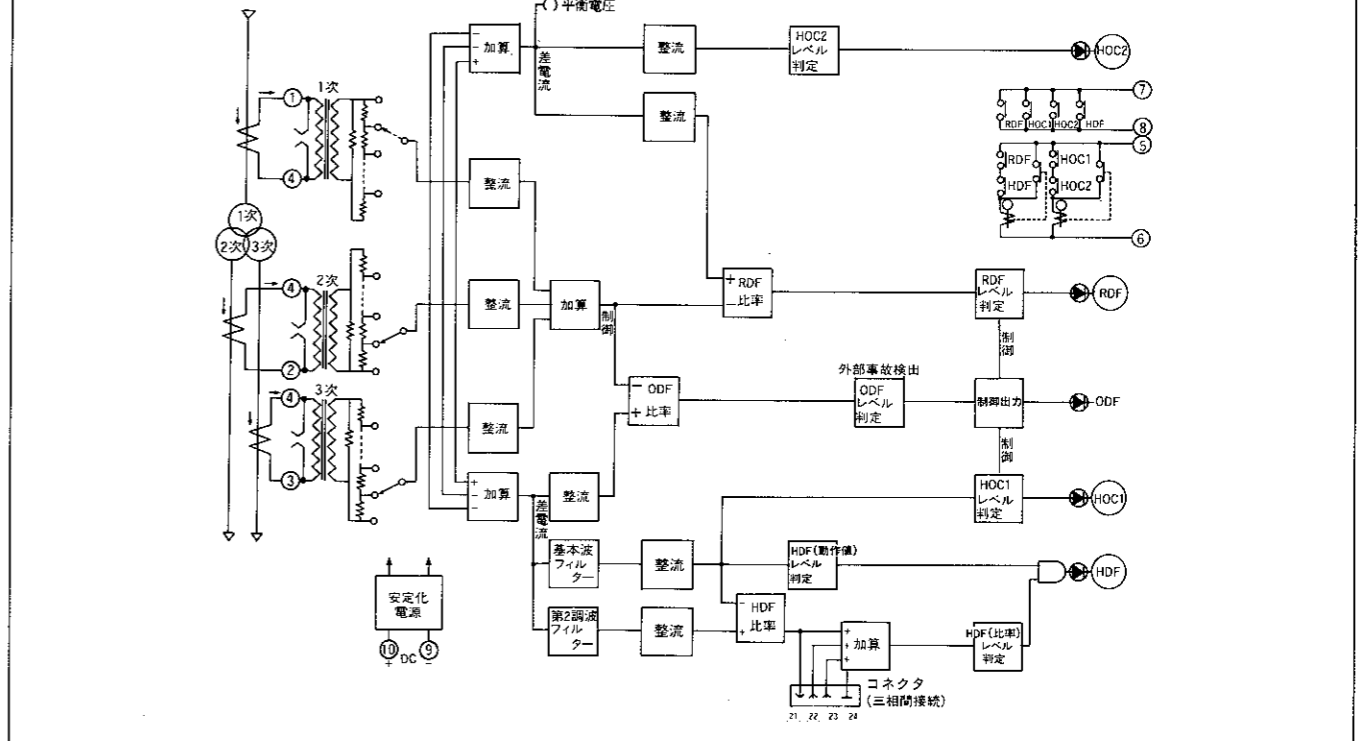 ( ) 平衡電圧
加算
差電流
整流
HOC2
レベル
判定
HOC2
整流
1次
①
④
整流
⑦
RDF HOC1 HOC2 HDF
⑧
⑤
RDF
HOC1
HDF
HOC2
⑥
1次
2次 3次
2次
④
②
整流
加算
制御
+ RDF
− 比率
RDF
レベル
判定
RDF
制御
− ODF
+ 比率
外部事故検出
ODF
レベル
判定
制御出力
ODF
制御
3次
④
③
整流
加算
差電流
整流
HOC1
レベル
判定
HOC1
基本波
フィル
ター
整流
HDF(動作値)
レベル
判定
HDF
第2調波
フィル
ター
整流
− HDF
+ 比率
加算
HDF(比率)
レベル
判定
コネクタ
(三相間接続)
21 22 23 24
安定化
電源
⑩ DC ⑨
+ −